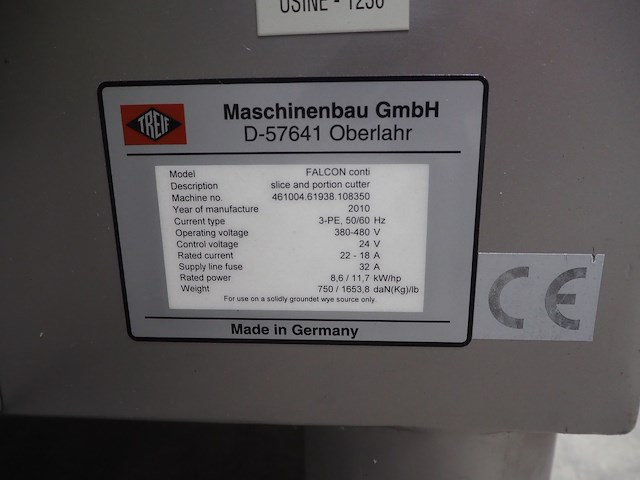 USINE - 1250
TREIF
Maschinenbau GmbH
D-57641 Oberlahr
Model FALCON conti
Description slice and portion cutter
Machine no. 461004.61938.108350
Year of manufacture 2010
Current type 3-PE, 50/60 Hz
Operating voltage 380-480 V
Control voltage 24 V
Rated current 22 - 18 A
Supply line fuse 32 A
Rated power 8,6 / 11,7 kW/hp
Weight 750 / 1653,8 daN(Kg)/lb
For use on a solidly groundet wye source only.
Made in Germany
CE